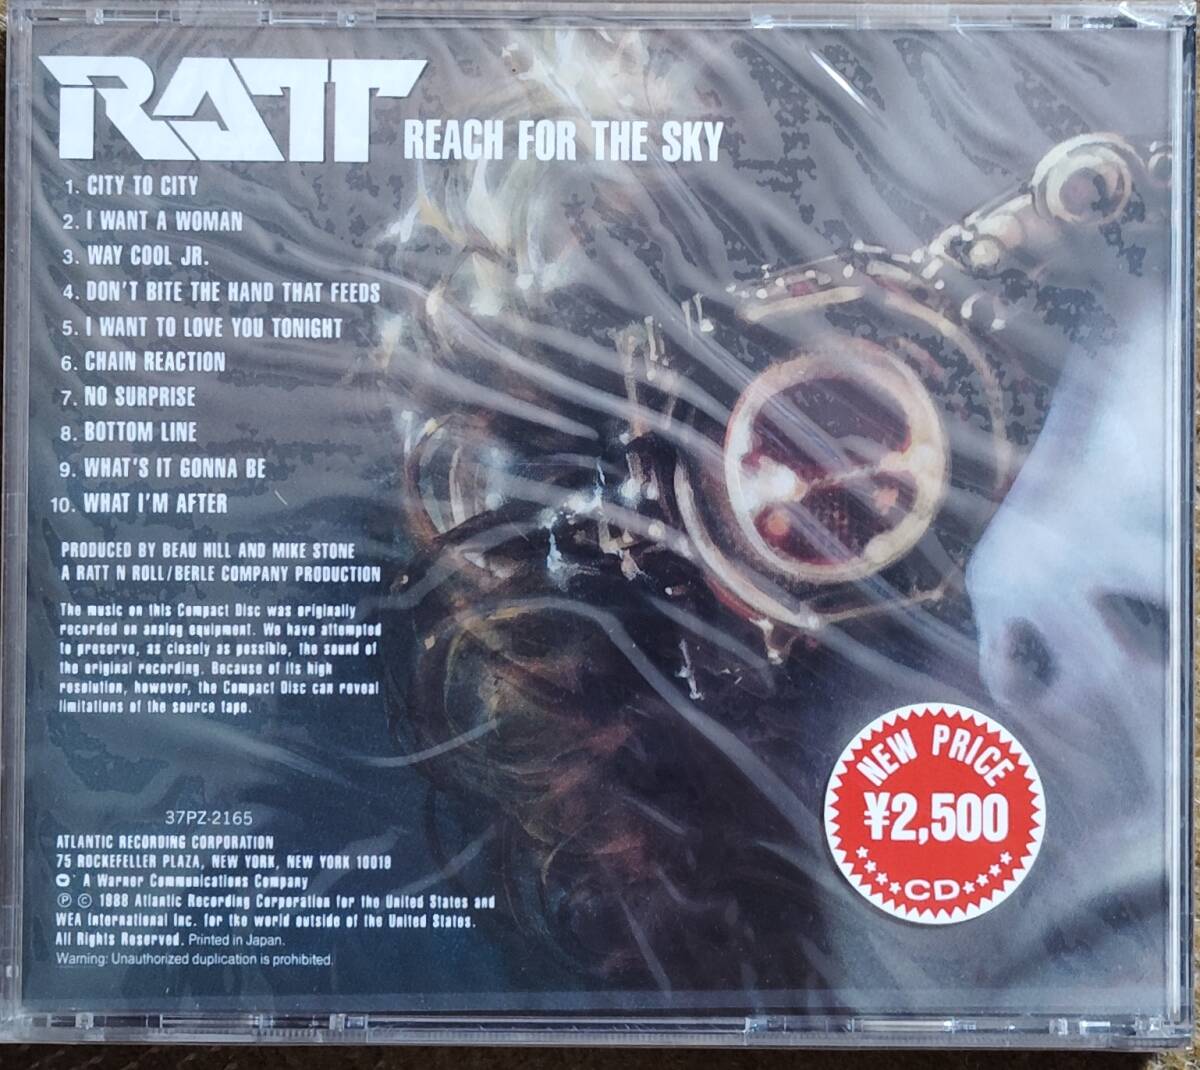 RATT
REACH FOR THE SKY
1. CITY TO CITY
2. I WANT A WOMAN
3. WAY COOL JR.
4. DON'T BITE THE HAND THAT FEEDS
5. I WANT TO LOVE YOU TONIGHT
6. CHAIN REACTION
7. NO SURPRISE
8. BOTTOM LINE
9. WHAT'S IT GONNA BE
10. WHAT I'M AFTER
PRODUCED BY BEAU HILL AND MIKE STONE
A RATT N ROLL/BERLE COMPANY PRODUCTION
The music on this Compact Disc was originally
recorded on analog equipment. We have attempted
to preserve, as closely as possible, the sound of
the original recording. Because of its high
resolution, however, the Compact Disc can reveal
limitations of the source tape.
37PZ-2165
ATLANTIC RECORDING CORPORATION
75 ROCKEFELLER PLAZA, NEW YORK, NEW YORK 10019
A Warner Communications Company
Ⓟ © 1988 Atlantic Recording Corporation for the United States and
WEA International Inc. for the world outside of the United States.
All Rights Reserved. Printed in Japan.
Warning: Unauthorized duplication is prohibited.
NEW PRICE
¥2,500
CD